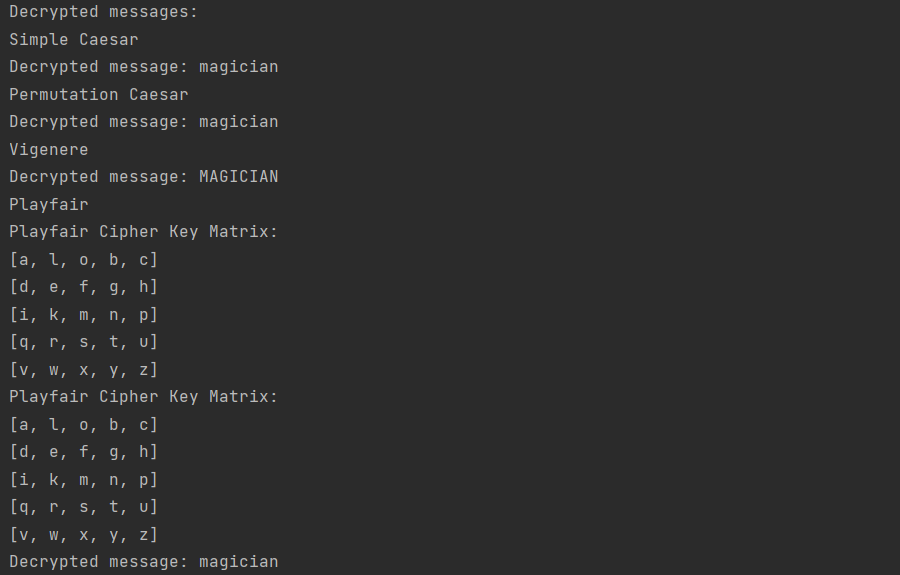 Decrypted messages:
Simple Caesar
Decrypted message: magician
Permutation Caesar
Decrypted message: magician
Vigenere
Decrypted message: MAGICIAN
Playfair
Playfair Cipher Key Matrix:
[a, l, o, b, c]
[d, e, f, g, h]
[i, k, m, n, p]
[q, r, s, t, u]
[v, w, x, y, z]
Playfair Cipher Key Matrix:
[a, l, o, b, c]
[d, e, f, g, h]
[i, k, m, n, p]
[q, r, s, t, u]
[v, w, x, y, z]
Decrypted message: magician